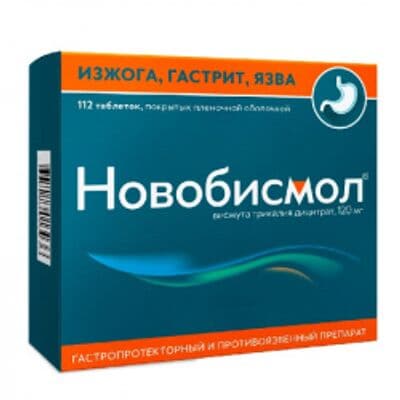 ИЗЖОГА, ГАСТРИТ, ЯЗВА
112 таблеток, покрытых пленочной оболочкой
Новобисмол®
висмута трикалия дицитрат, 120 мг
ГАСТРОПРОТЕКТОРНЫЙ И ПРОТИВОЯЗВЕННЫЙ ПРЕПАРАТ